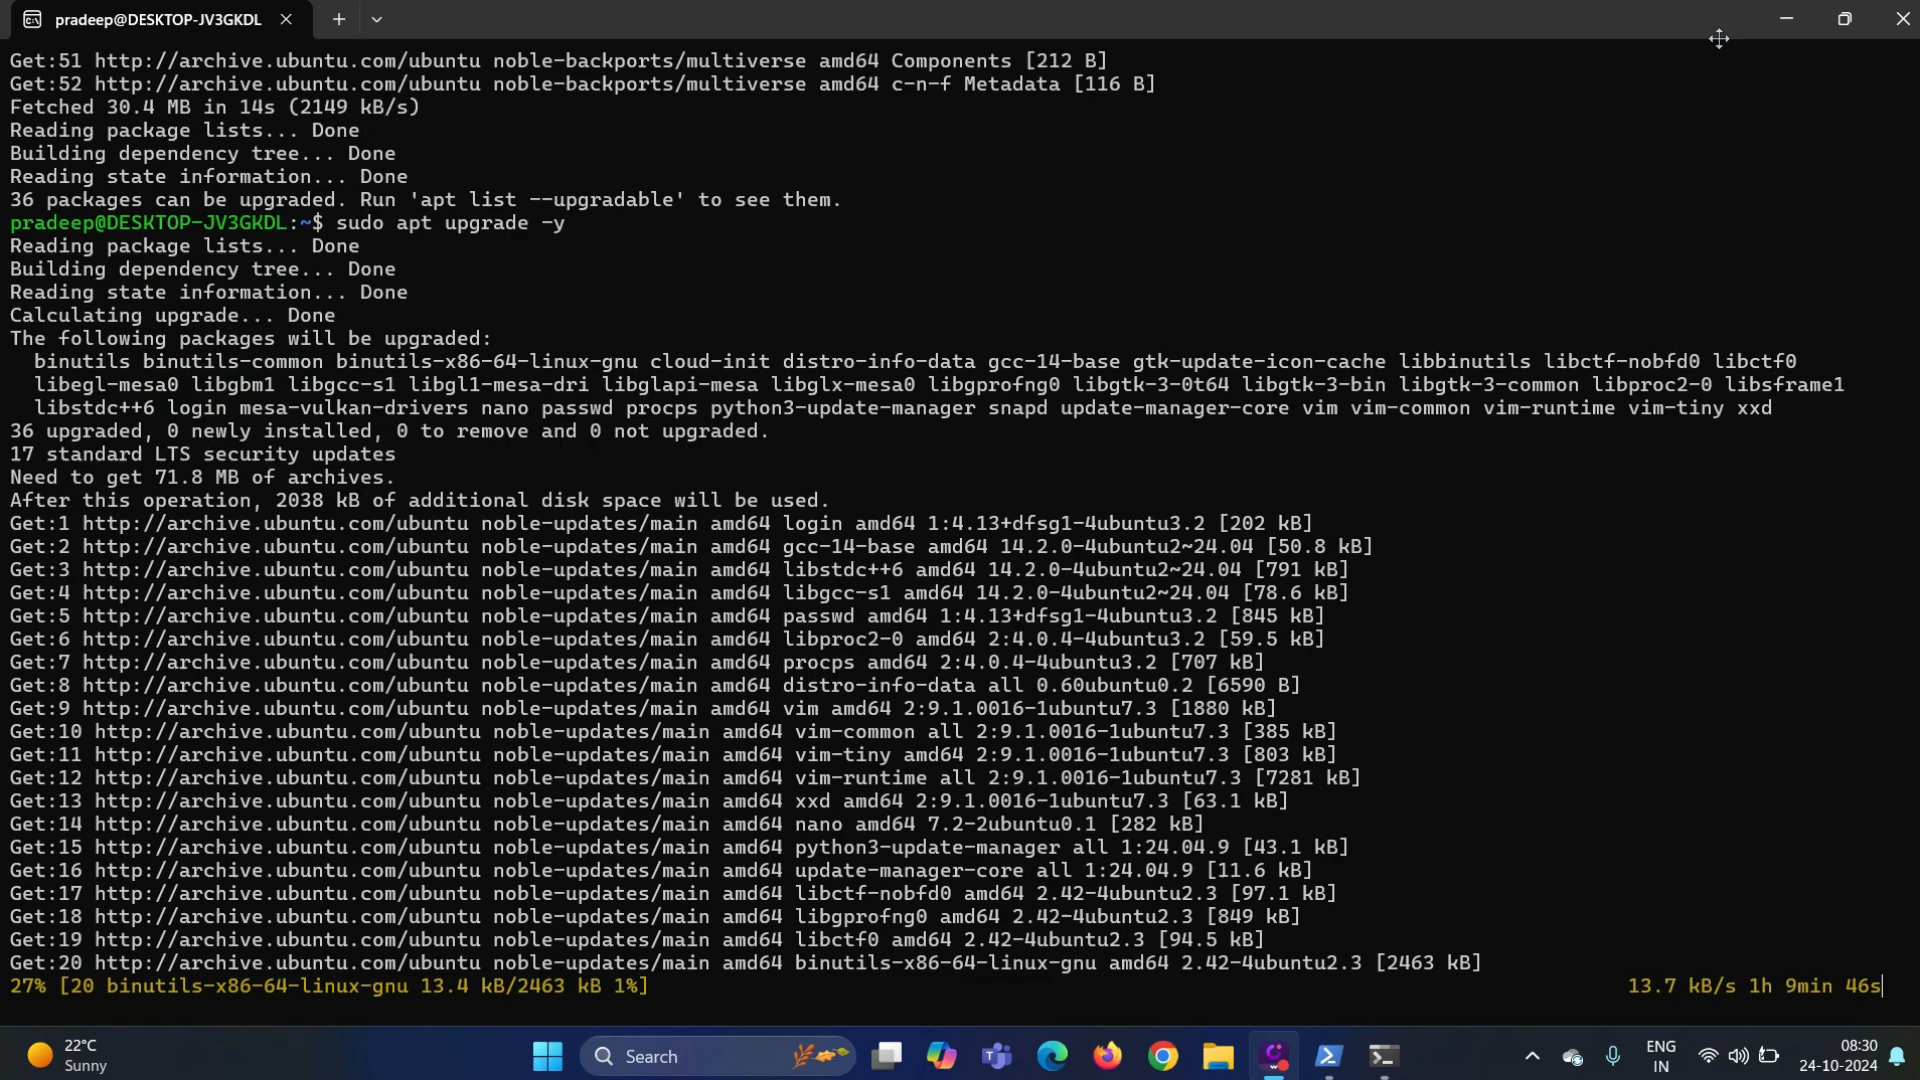 pradeep@DESKTOP-JV3GKDL
Get:51 http://archive.ubuntu.com/ubuntu noble-backports/multiverse amd64 Components [212 B]
Get:52 http://archive.ubuntu.com/ubuntu noble-backports/multiverse amd64 c-n-f Metadata [116 B]
Fetched 30.4 MB in 14s (2149 kB/s)
Reading package lists... Done
Building dependency tree... Done
Reading state information... Done
36 packages can be upgraded. Run 'apt list --upgradable' to see them.
pradeep@DESKTOP-JV3GKDL:~$ sudo apt upgrade -y
Reading package lists... Done
Building dependency tree... Done
Reading state information... Done
Calculating upgrade... Done
The following packages will be upgraded:
binutils binutils-common binutils-x86-64-linux-gnu cloud-init distro-info-data gcc-14-base gtk-update-icon-cache libbinutils libctf-nobfd0 libctf0
libegl-mesa0 libgbm1 libgcc-s1 libgl1-mesa-dri libglapi-mesa libglx-mesa0 libgprofng0 libgtk-3-0t64 libgtk-3-bin libgtk-3-common libproc2-0 libsframe1
libstdc++6 login mesa-vulkan-drivers nano passwd procps python3-update-manager snapd update-manager-core vim vim-common vim-runtime vim-tiny xxd
36 upgraded, 0 newly installed, 0 to remove and 0 not upgraded.
17 standard LTS security updates
Need to get 71.8 MB of archives.
After this operation, 2038 kB of additional disk space will be used.
Get:1 http://archive.ubuntu.com/ubuntu noble-updates/main amd64 login amd64 1:4.13+dfsg1-4ubuntu3.2 [202 kB]
Get:2 http://archive.ubuntu.com/ubuntu noble-updates/main amd64 gcc-14-base amd64 14.2.0-4ubuntu2~24.04 [50.8 kB]
Get:3 http://archive.ubuntu.com/ubuntu noble-updates/main amd64 libstdc++6 amd64 14.2.0-4ubuntu2~24.04 [791 kB]
Get:4 http://archive.ubuntu.com/ubuntu noble-updates/main amd64 libgcc-s1 amd64 14.2.0-4ubuntu2~24.04 [78.6 kB]
Get:5 http://archive.ubuntu.com/ubuntu noble-updates/main amd64 passwd amd64 1:4.13+dfsg1-4ubuntu3.2 [845 kB]
Get:6 http://archive.ubuntu.com/ubuntu noble-updates/main amd64 libproc2-0 amd64 2:4.0.4-4ubuntu3.2 [59.5 kB]
Get:7 http://archive.ubuntu.com/ubuntu noble-updates/main amd64 procps amd64 2:4.0.4-4ubuntu3.2 [707 kB]
Get:8 http://archive.ubuntu.com/ubuntu noble-updates/main amd64 distro-info-data all 0.60ubuntu0.2 [6590 B]
Get:9 http://archive.ubuntu.com/ubuntu noble-updates/main amd64 vim amd64 2:9.1.0016-1ubuntu7.3 [1880 kB]
Get:10 http://archive.ubuntu.com/ubuntu noble-updates/main amd64 vim-common all 2:9.1.0016-1ubuntu7.3 [385 kB]
Get:11 http://archive.ubuntu.com/ubuntu noble-updates/main amd64 vim-tiny amd64 2:9.1.0016-1ubuntu7.3 [803 kB]
Get:12 http://archive.ubuntu.com/ubuntu noble-updates/main amd64 vim-runtime all 2:9.1.0016-1ubuntu7.3 [7281 kB]
Get:13 http://archive.ubuntu.com/ubuntu noble-updates/main amd64 xxd amd64 2:9.1.0016-1ubuntu7.3 [63.1 kB]
Get:14 http://archive.ubuntu.com/ubuntu noble-updates/main amd64 nano amd64 7.2-2ubuntu0.1 [282 kB]
Get:15 http://archive.ubuntu.com/ubuntu noble-updates/main amd64 python3-update-manager all 1:24.04.9 [43.1 kB]
Get:16 http://archive.ubuntu.com/ubuntu noble-updates/main amd64 update-manager-core all 1:24.04.9 [11.6 kB]
Get:17 http://archive.ubuntu.com/ubuntu noble-updates/main amd64 libctf-nobfd0 amd64 2.42-4ubuntu2.3 [97.1 kB]
Get:18 http://archive.ubuntu.com/ubuntu noble-updates/main amd64 libgprofng0 amd64 2.42-4ubuntu2.3 [849 kB]
Get:19 http://archive.ubuntu.com/ubuntu noble-updates/main amd64 libctf0 amd64 2.42-4ubuntu2.3 [94.5 kB]
Get:20 http://archive.ubuntu.com/ubuntu noble-updates/main amd64 binutils-x86-64-linux-gnu amd64 2.42-4ubuntu2.3 [2463 kB]
27% [20 binutils-x86-64-linux-gnu 13.4 kB/2463 kB 1%] 13.7 kB/s 1h 9min 46s
22°C
Sunny
Search
ENG
IN
08:30
24-10-2024